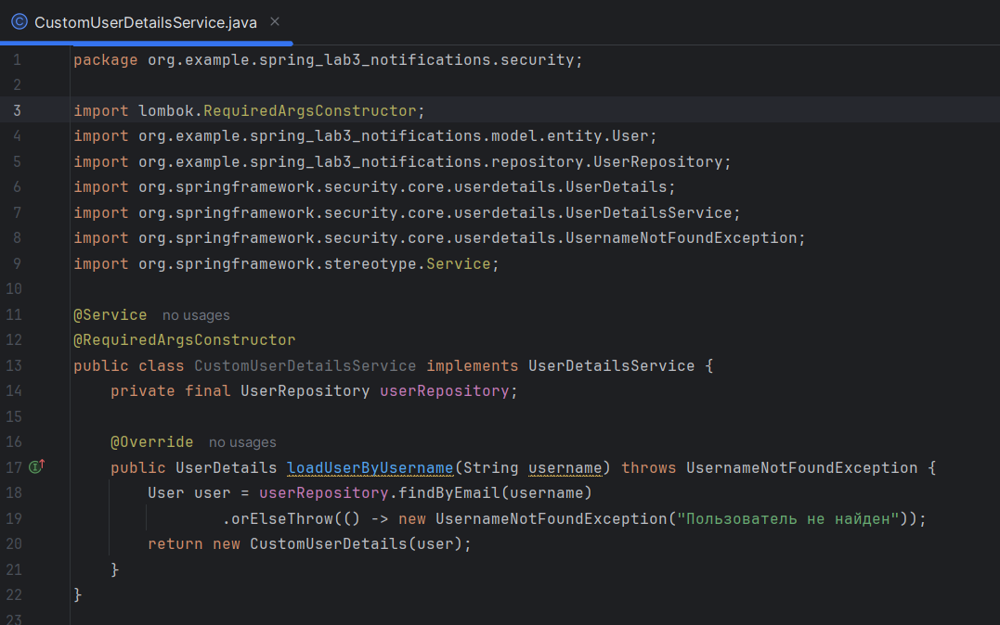 CustomUserDetailsService.java
1 package org.example.spring_lab3_notifications.security;
2
3 import lombok.RequiredArgsConstructor;
4 import org.example.spring_lab3_notifications.model.entity.User;
5 import org.example.spring_lab3_notifications.repository.UserRepository;
6 import org.springframework.security.core.userdetails.UserDetails;
7 import org.springframework.security.core.userdetails.UserDetailsService;
8 import org.springframework.security.core.userdetails.UsernameNotFoundException;
9 import org.springframework.stereotype.Service;
10
11 @Service no usages
12 @RequiredArgsConstructor
13 public class CustomUserDetailsService implements UserDetailsService {
14 private final UserRepository userRepository;
15
16 @Override no usages
17 public UserDetails loadUserByUsername(String username) throws UsernameNotFoundException {
18 User user = userRepository.findByEmail(username)
19 .orElseThrow(() -> new UsernameNotFoundException("Пользователь не найден"));
20 return new CustomUserDetails(user);
21 }
22 }
23